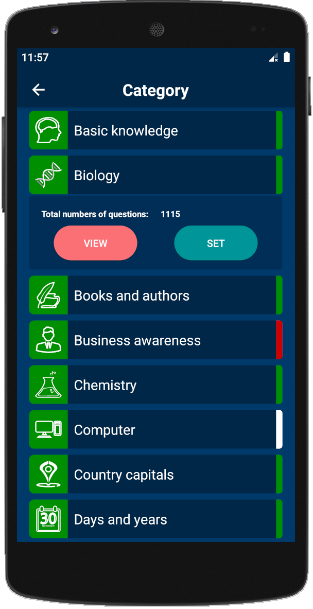 11:57
Category
Basic knowledge
Biology
Total numbers of questions: 1115
VIEW SET
Books and authors
Business awareness
Chemistry
Computer
Country capitals
30
Days and years